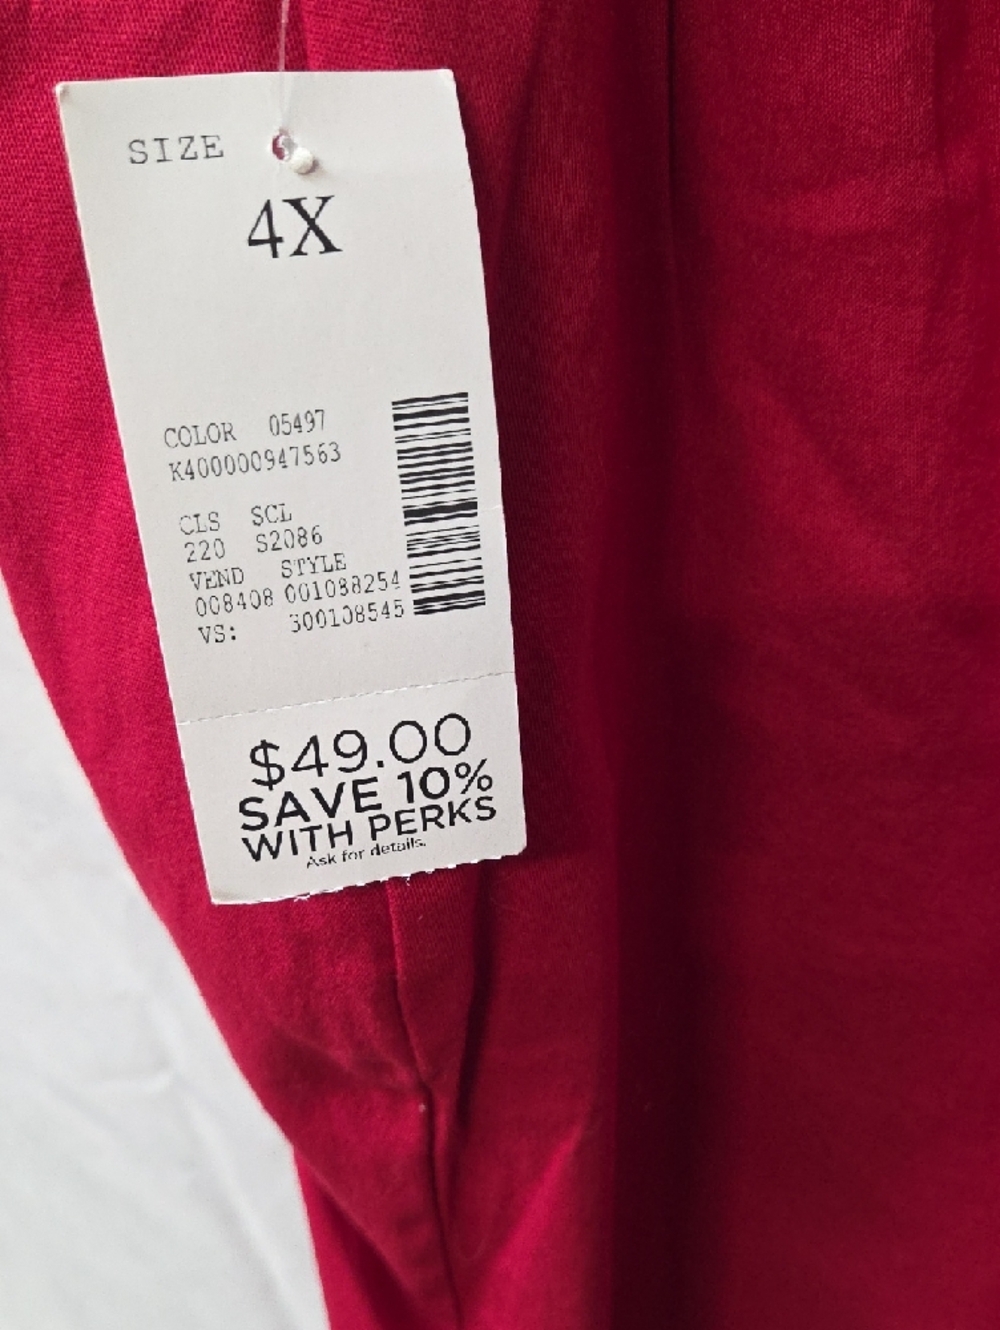 SIZE
4X
COLOR 05497
K400000947563
CLS SCL
220 S2086
VEND STYLE
008408 001088254
VS: 300108545
$49.00
SAVE 10%
WITH PERKS
Ask for details.